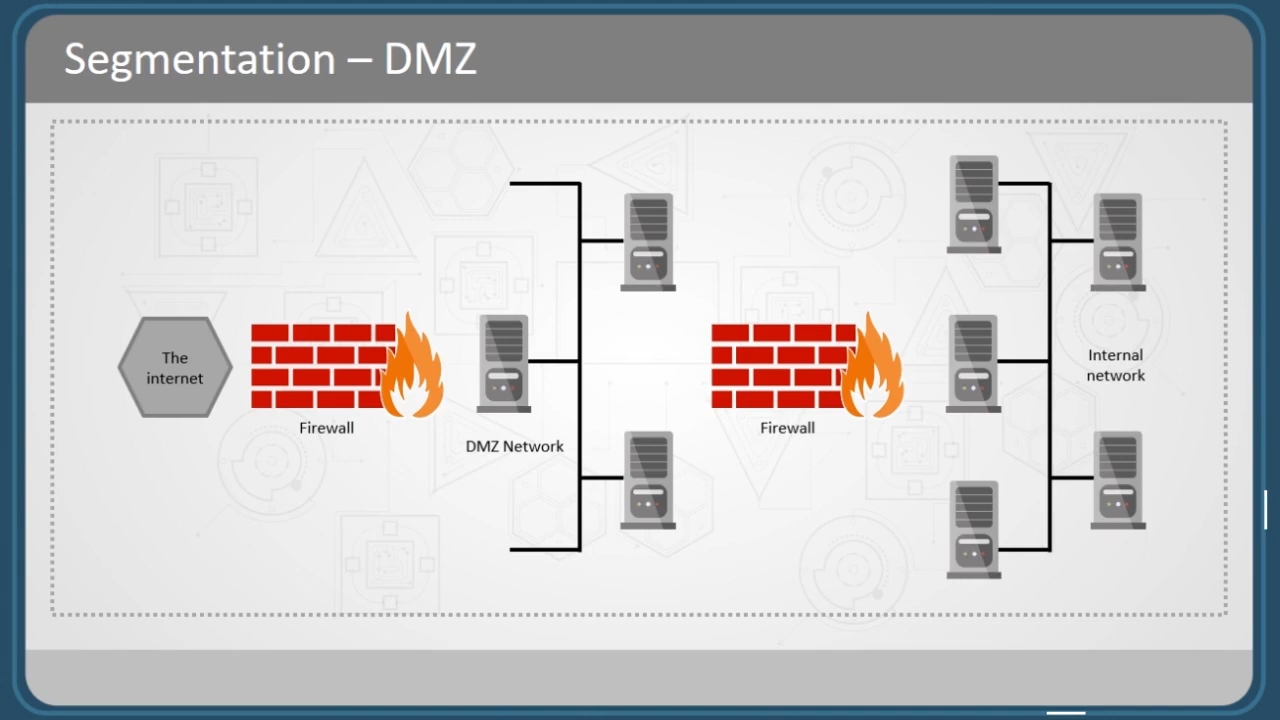 Segmentation – DMZ
The
internet
Firewall
DMZ Network
Firewall
Internal
network